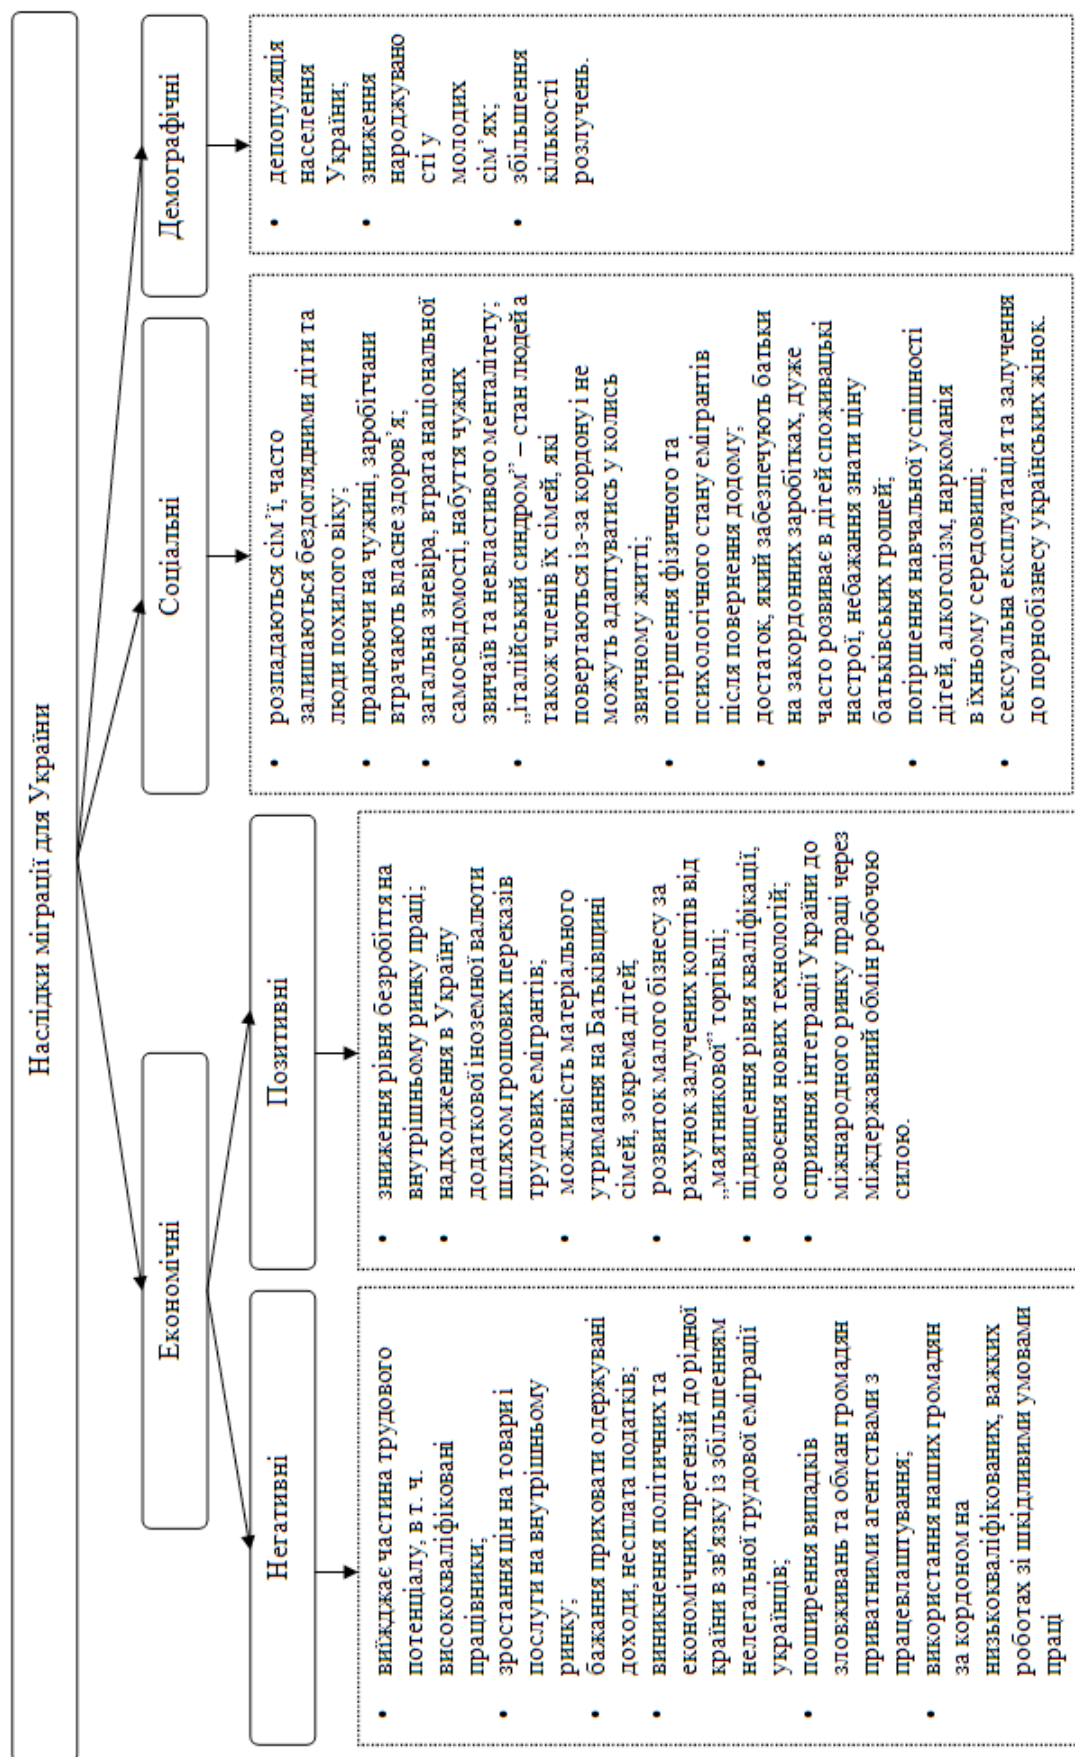 Наслідки міграції для України
Економічні
Соціальні
Демографічні
Негативні
Позитивні
• виїжджає частина трудового
потенціалу, в т. ч.
висококваліфіковані
працівники;
• зростання цін на товари і
послуги на внутрішньому
ринку;
• бажання приховати одержувані
доходи, несплата податків;
• виникнення політичних та
економічних претензій до рідної
країни в зв'язку із збільшенням
нелегальної трудової еміграції
українців;
• поширення випадків
зловживань та обман громадян
приватними агентствами з
працевлаштування;
• використання наших громадян
за кордоном на
низькокваліфікованих, важких
роботах зі шкідливими умовами
праці
• зниження рівня безробіття на
внутрішньому ринку праці;
• надходження в Україну
додаткової іноземної валюти
шляхом грошових переказів
трудових емігрантів;
• можливість матеріального
утримання на Батьківщині
сімей, зокрема дітей;
• розвиток малого бізнесу за
рахунок залучених коштів від
„маятникової” торгівлі;
• підвищення рівня кваліфікації,
освоєння нових технологій;
• сприяння інтеграції України до
міжнародного ринку праці через
міждержавний обмін робочою
силою.
• розпадаються сім’ї, часто
залишаються бездоглядними діти та
люди похилого віку;
• працюючи на чужині, заробітчани
втрачають власне здоров’я;
• загальна зневіра, втрата національної
самосвідомості, набуття чужих
звичаїв та невластивого менталітету;
• „італійський синдром” – стан людей а
також членів їх сімей, які
повертаються із-за кордону і не
можуть адаптуватись у колись
звичному житті;
• погіршення фізичного та
психологічного стану емігрантів
після повернення додому;
• достаток, який забезпечують батьки
на закордонних заробітках, дуже
часто розвиває в дітей споживацькі
настрої, небажання знати ціну
батьківських грошей;
• погіршення навчальної успішності
дітей, алкоголізм, наркоманія
в їхньому середовищі;
• сексуальна експлуатація та залучення
до порнобізнесу українських жінок.
• депопуляція
населення
України;
• зниження
народжувано
сті у
молодих
сім’ях;
• збільшення
кількості
розлучень.